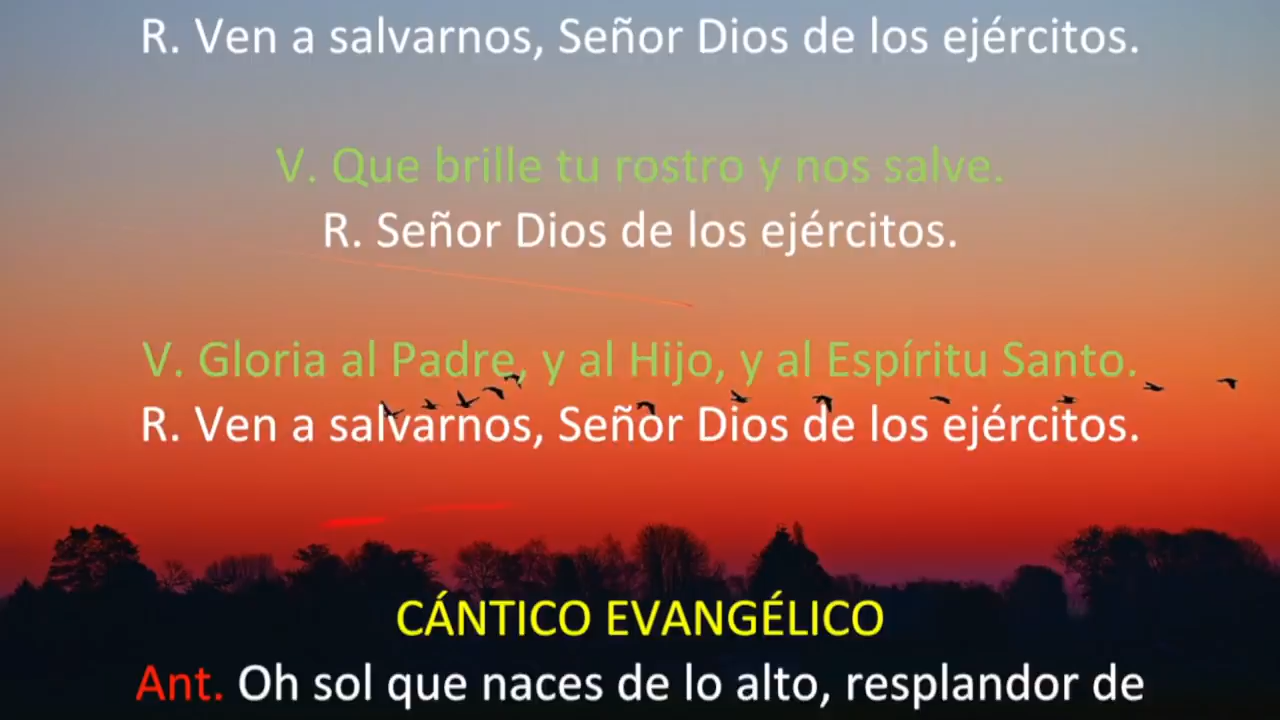 R. Ven a salvarnos, Señor Dios de los ejércitos.
V. Que brille tu rostro y nos salve.
R. Señor Dios de los ejércitos.
V. Gloria al Padre, y al Hijo, y al Espíritu Santo.
R. Ven a salvarnos, Señor Dios de los ejércitos.
CÁNTICO EVANGÉLICO
Ant. Oh sol que naces de lo alto, resplandor de